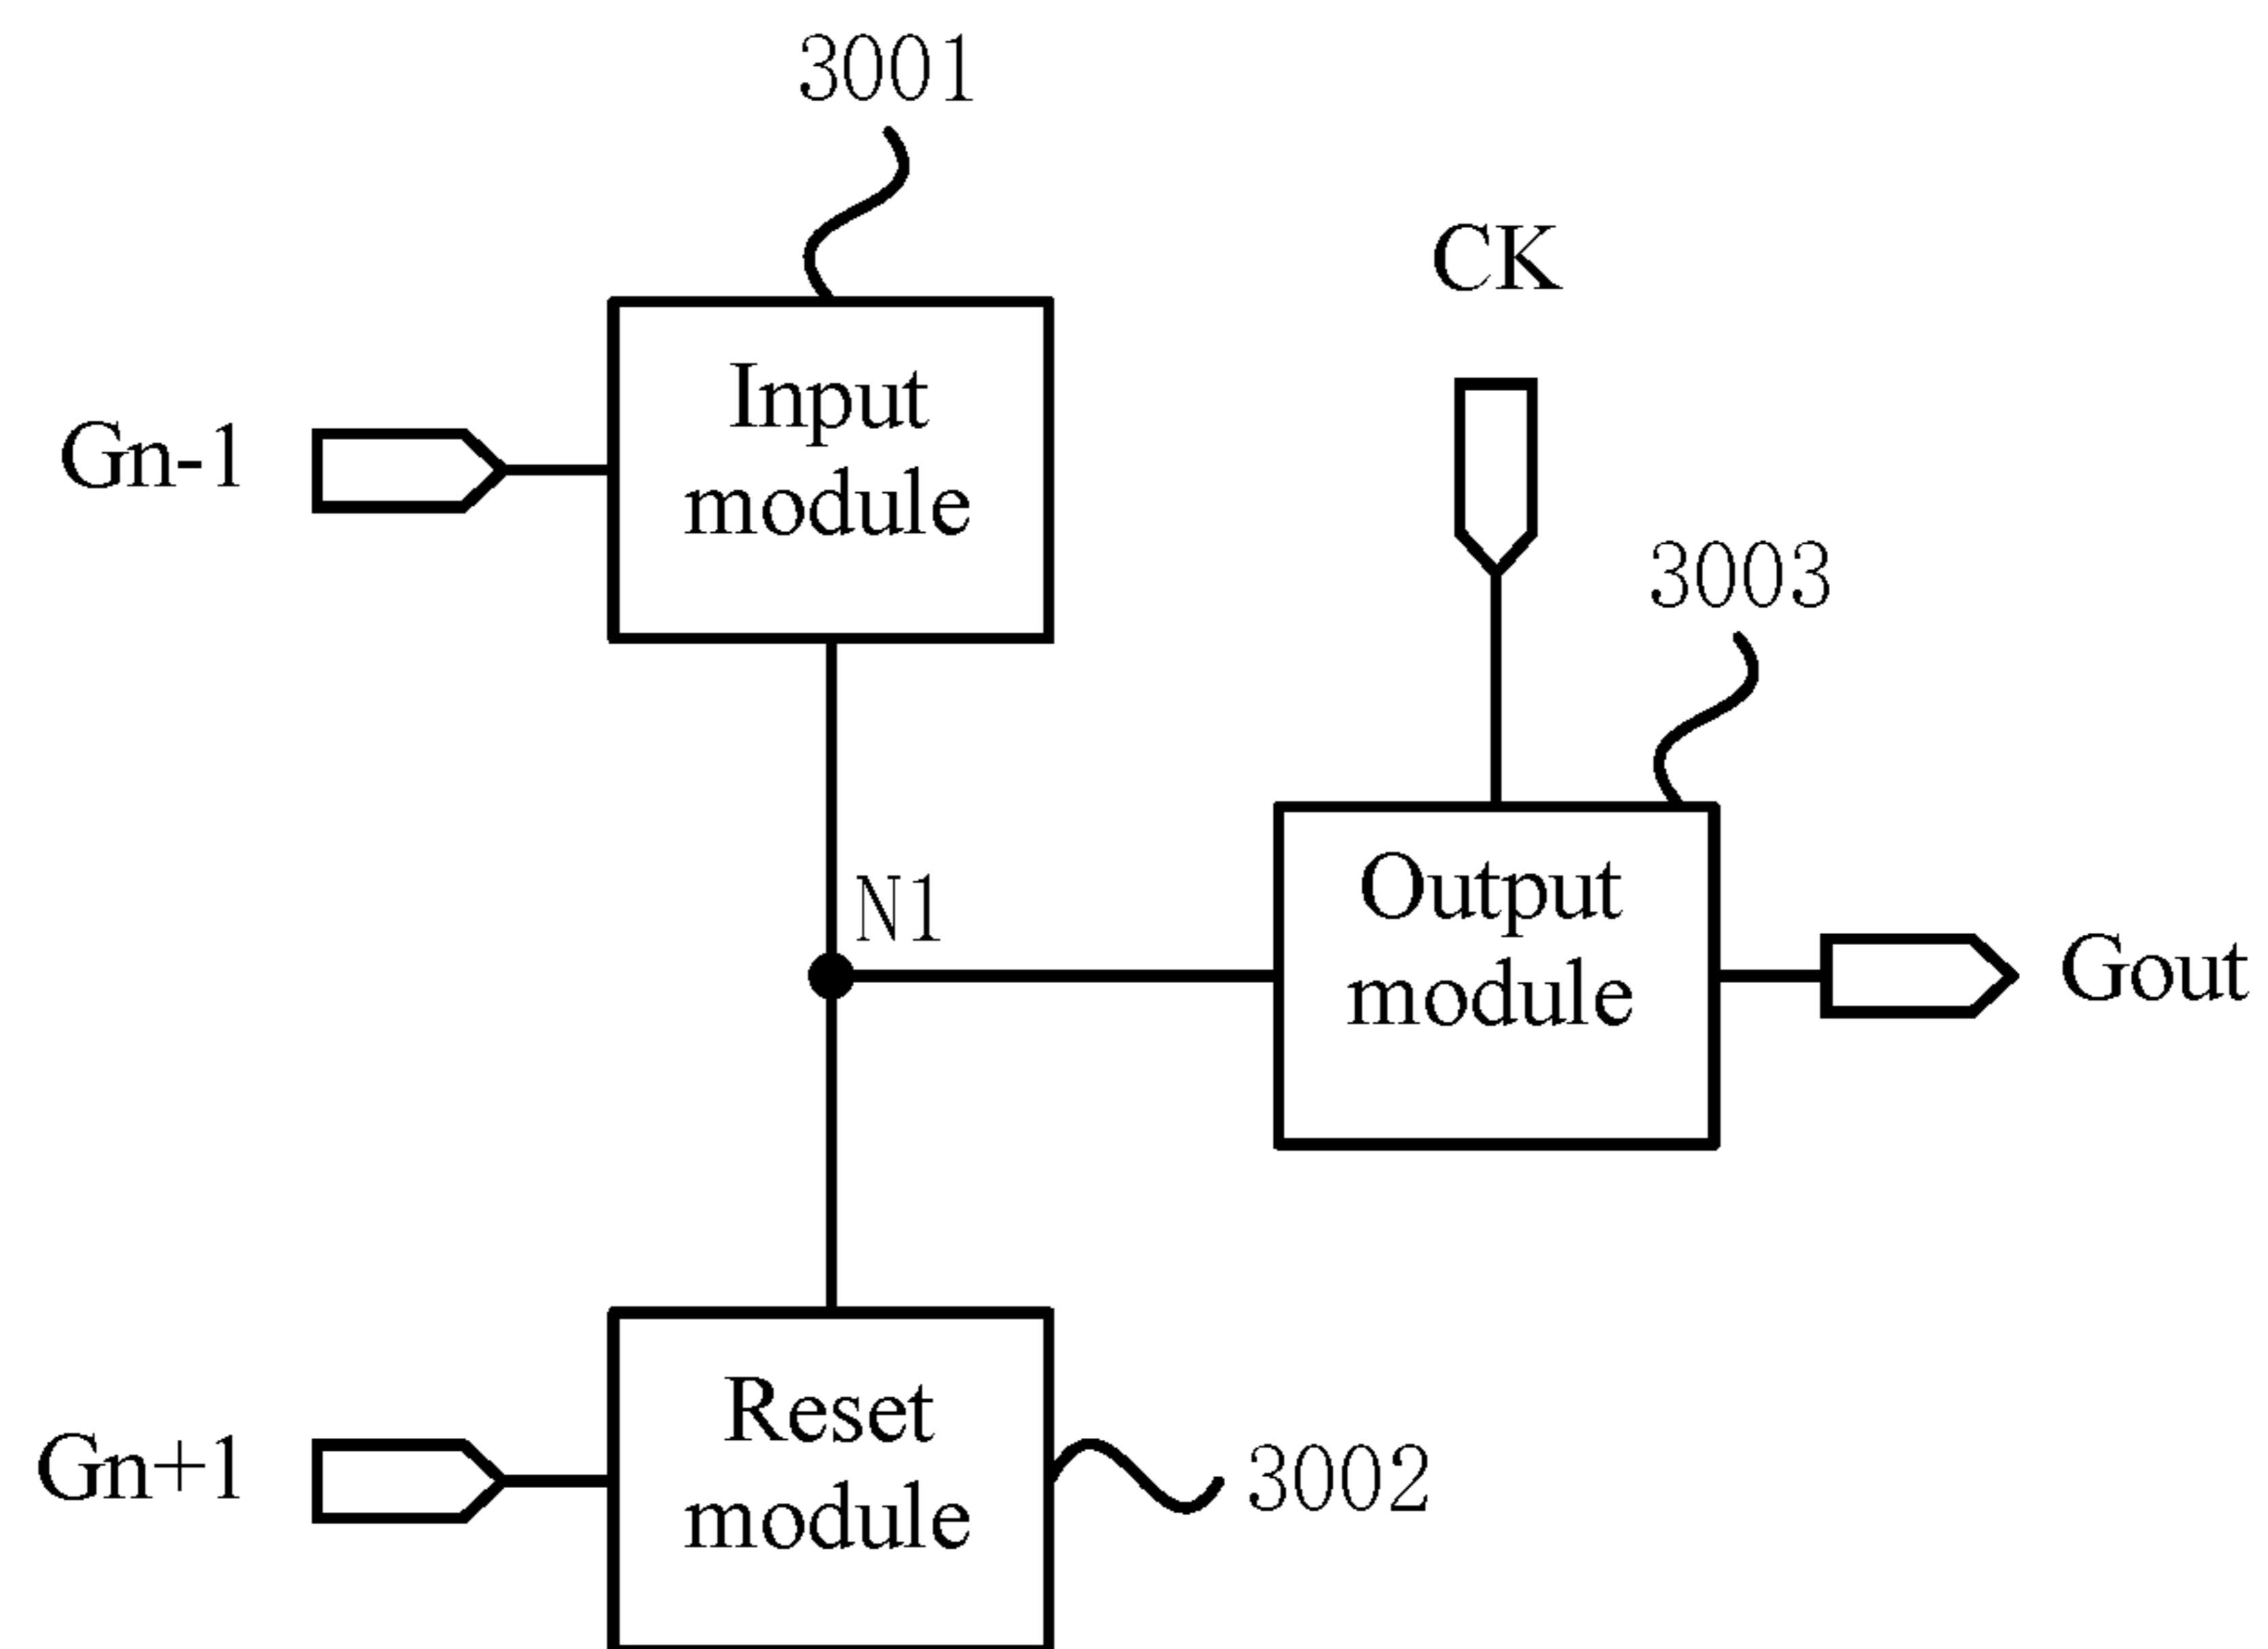 3001
CK
Input
module
Gn-1
3003
N1
Output
module
Gout
Reset
module
Gn+1
3002